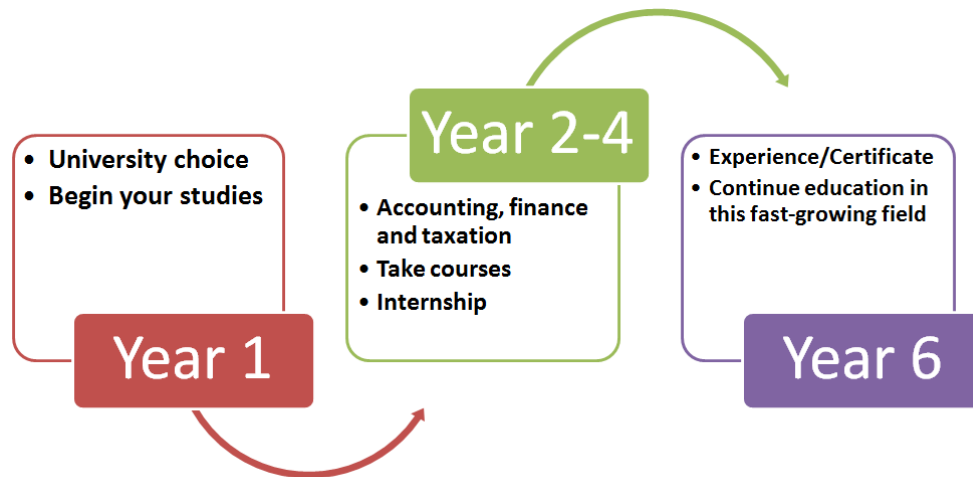 • University choice
• Begin your studies
Year 1
Year 2-4
• Accounting, finance
and taxation
• Take courses
• Internship
• Experience/Certificate
• Continue education in
this fast-growing field
Year 6